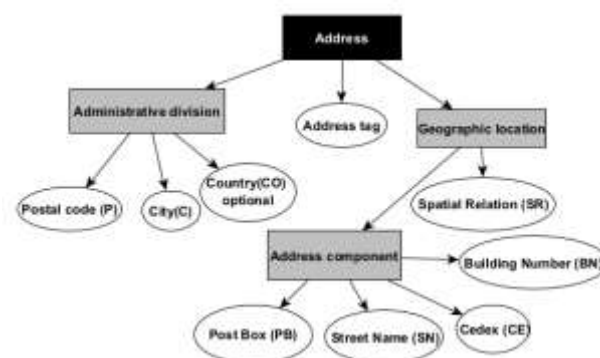 Address
Administrative division
Address tag
Geographic location
Postal code (P)
City(C)
Country(CO)
optional
Spatial Relation (SR)
Address component
Building Number (BN)
Post Box (PB)
Street Name (SN)
Cedex (CE)